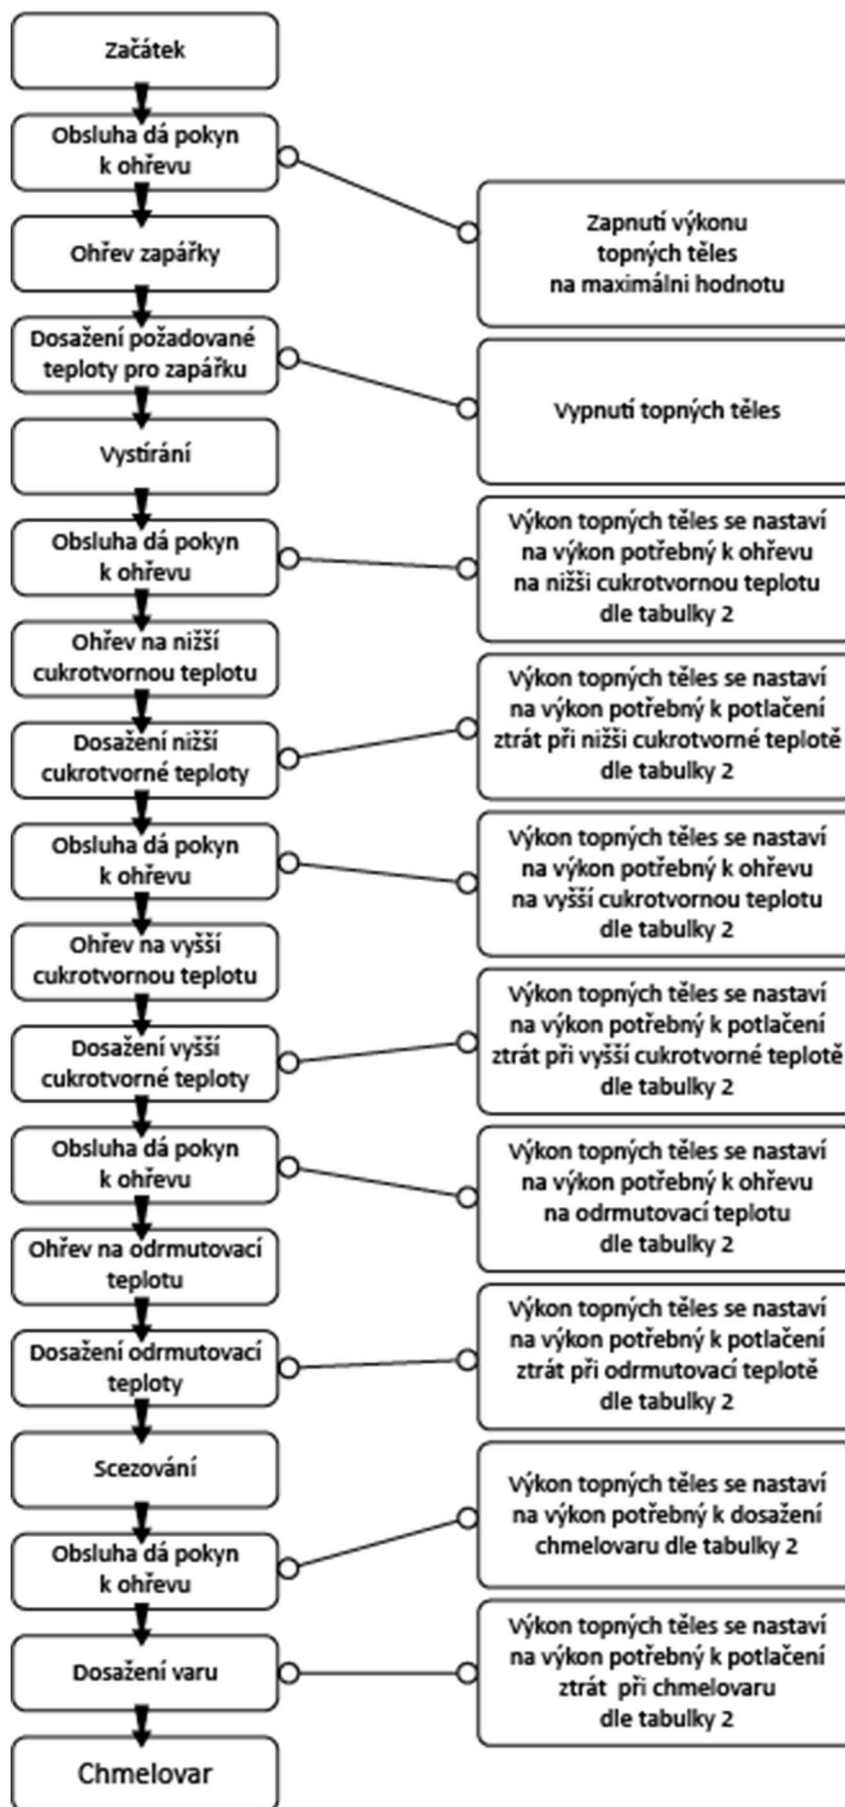 Začátek
Obsluha dá pokyn
k ohřevu
Zapnutí výkonu
topných těles
na maximálni hodnotu
Ohřev zapářky
Dosažení požadované
teploty pro zapářku
Vypnutí topných těles
Vystírání
Obsluha dá pokyn
k ohřevu
Výkon topných těles se nastaví
na výkon potřebný k ohřevu
na nižši cukrotvornou teplotu
dle tabulky 2
Ohřev na nižší
cukrotvornou teplotu
Dosažení nižší
cukrotvorné teploty
Výkon topných těles se nastaví
na výkon potřebný k potlačení
ztrát při nižši cukrotvorné teplotě
dle tabulky 2
Obsluha dá pokyn
k ohřevu
Výkon topných těles se nastaví
na výkon potřebný k ohřevu
na vyšší cukrotvornou teplotu
dle tabulky 2
Ohřev na vyšší
cukrotvornou teplotu
Dosažení vyšší
cukrotvorné teploty
Výkon topných těles se nastaví
na výkon potřebný k potlačení
ztrát při vyšší cukrotvorné teplotě
dle tabulky 2
Obsluha dá pokyn
k ohřevu
Výkon topných těles se nastaví
na výkon potřebný k ohřevu
na odrmutovací teplotu
dle tabulky 2
Ohřev na odrmutovací
teplotu
Dosažení odrmutovací
teploty
Výkon topných těles se nastaví
na výkon potřebný k potlačení
ztrát při odrmutovací teplotě
dle tabulky 2
Scezování
Obsluha dá pokyn
k ohřevu
Výkon topných těles se nastaví
na výkon potřebný k dosažení
chmelovaru dle tabulky 2
Dosažení varu
Výkon topných těles se nastaví
na výkon potřebný k potlačení
ztrát při chmelovaru
dle tabulky 2
Chmelovar